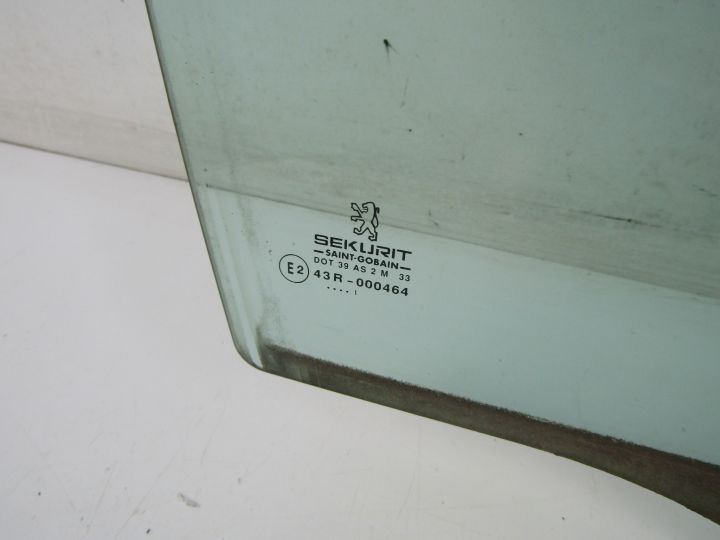 SEKURIT
SAINT-GOBAIN
DOT 39 AS 2 M 33
E2 43R-000464
.... I